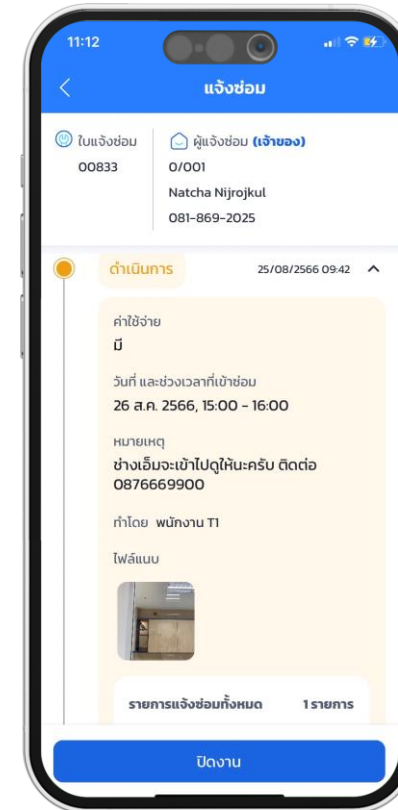 11:12
แจ้งซ่อม
ใบแจ้งซ่อม
00833
ผู้แจ้งซ่อม (เจ้าของ)
0/001
Natcha Nijrojkul
081-869-2025
ดำเนินการ
25/08/2566 09:42
ค่าใช้จ่าย
มี
วันที่ และช่วงเวลาที่เข้าซ่อม
26 ส.ค. 2566, 15:00 - 16:00
หมายเหตุ
ช่างเอ็มจะเข้าไปดูให้นะครับ ติดต่อ
0876669900
ทำโดย พนักงาน T1
ไฟล์แนบ
รายการแจ้งซ่อมทั้งหมด 1 รายการ
ปิดงาน